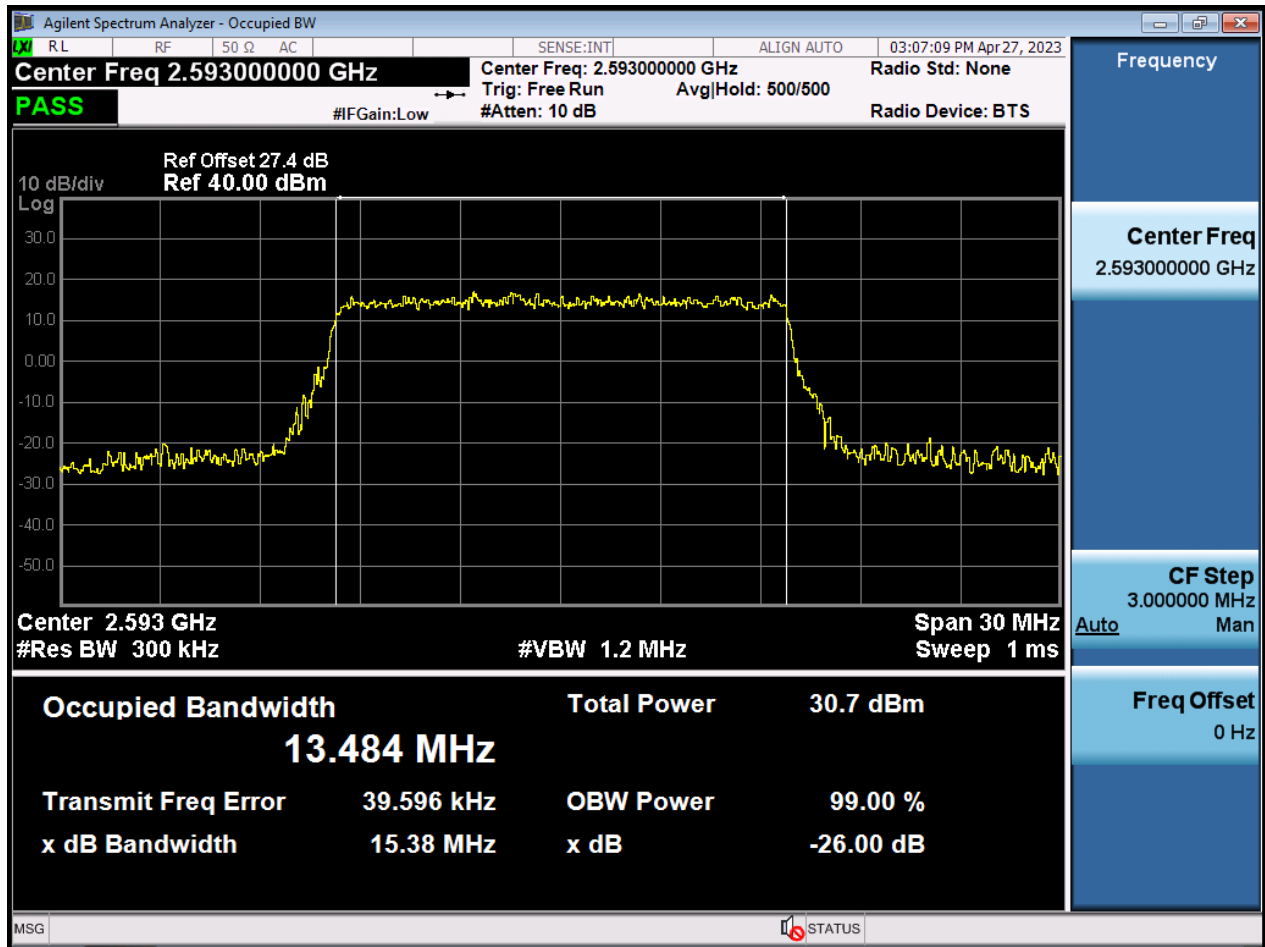 Agilent Spectrum Analyzer - Occupied BW
LXI RL RF 50 Ω AC SENSE:INT ALIGN AUTO 03:07:09 PM Apr 27, 2023
Center Freq 2.593000000 GHz
Center Freq: 2.593000000 GHz
Radio Std: None
Trig: Free Run Avg|Hold: 500/500
PASS
#IFGain:Low
#Atten: 10 dB
Radio Device: BTS
Ref Offset 27.4 dB
10 dB/div Ref 40.00 dBm
Log
30.0
20.0
10.0
0.00
-10.0
-20.0
-30.0
-40.0
-50.0
Center 2.593 GHz Span 30 MHz
#Res BW 300 kHz #VBW 1.2 MHz Sweep 1 ms
Occupied Bandwidth Total Power 30.7 dBm
13.484 MHz
Transmit Freq Error 39.596 kHz OBW Power 99.00 %
x dB Bandwidth 15.38 MHz x dB -26.00 dB
MSG STATUS
Frequency
Center Freq
2.593000000 GHz
CF Step
3.000000 MHz
Auto Man
Freq Offset
0 Hz